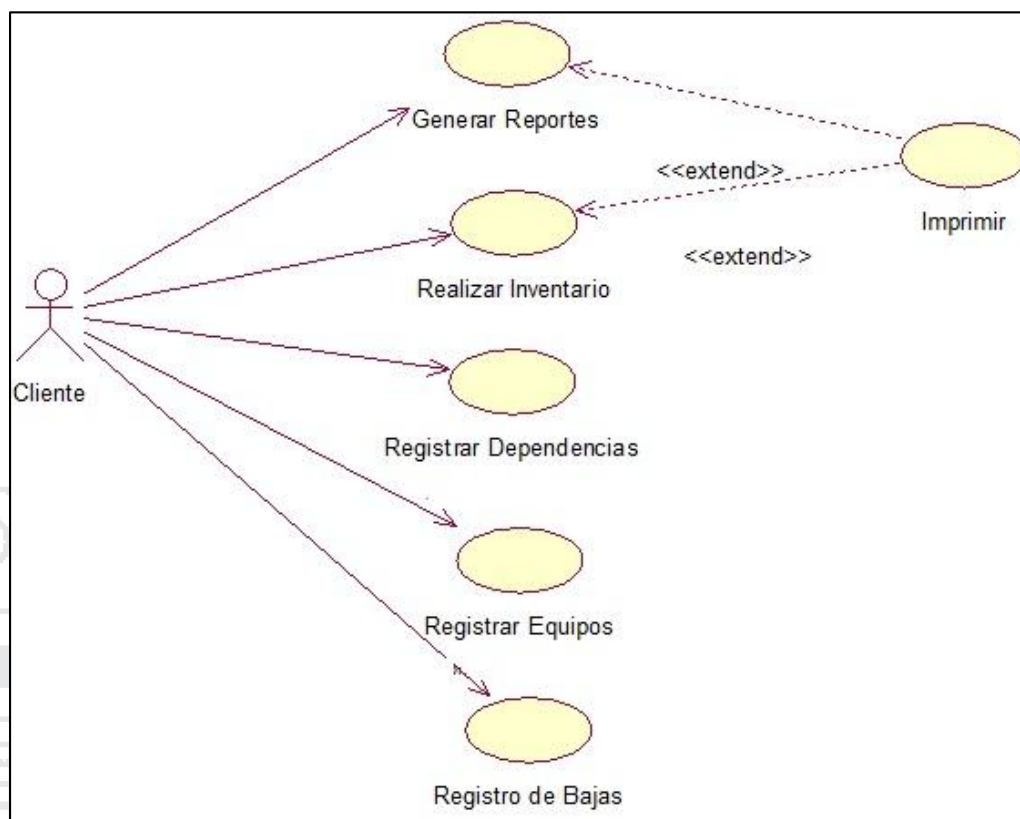 Generar Reportes
<<extend>>
Imprimir
<<extend>>
Realizar Inventario
Cliente
Registrar Dependencias
Registrar Equipos
Registro de Bajas